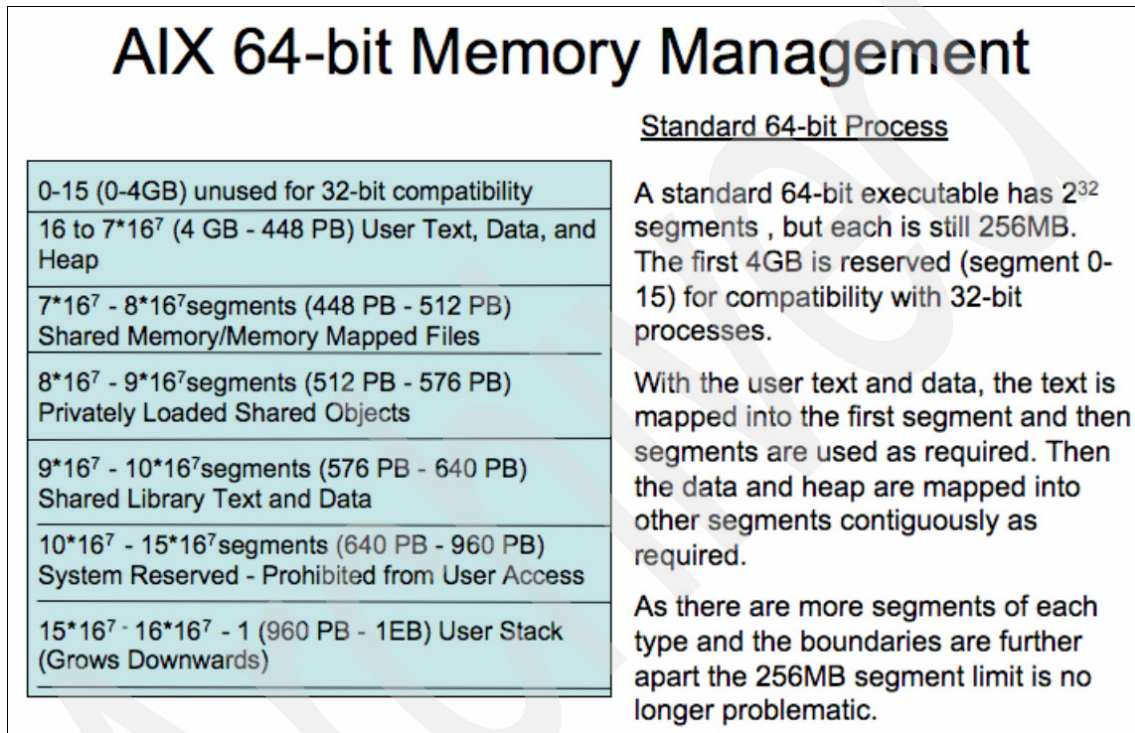 AIX 64-bit Memory Management
Standard 64-bit Process
0-15 (0-4GB) unused for 32-bit compatibility
16 to 7*16⁷ (4 GB - 448 PB) User Text, Data, and
Heap
7*16⁷ - 8*16⁷segments (448 PB - 512 PB)
Shared Memory/Memory Mapped Files
8*16⁷ - 9*16⁷segments (512 PB - 576 PB)
Privately Loaded Shared Objects
9*16⁷ - 10*16⁷segments (576 PB - 640 PB)
Shared Library Text and Data
10*16⁷ - 15*16⁷segments (640 PB - 960 PB)
System Reserved - Prohibited from User Access
15*16⁷ - 16*16⁷ - 1 (960 PB - 1EB) User Stack
(Grows Downwards)
A standard 64-bit executable has 2³²
segments , but each is still 256MB.
The first 4GB is reserved (segment 0-
15) for compatibility with 32-bit
processes.
With the user text and data, the text is
mapped into the first segment and then
segments are used as required. Then
the data and heap are mapped into
other segments contiguously as
required.
As there are more segments of each
type and the boundaries are further
apart the 256MB segment limit is no
longer problematic.